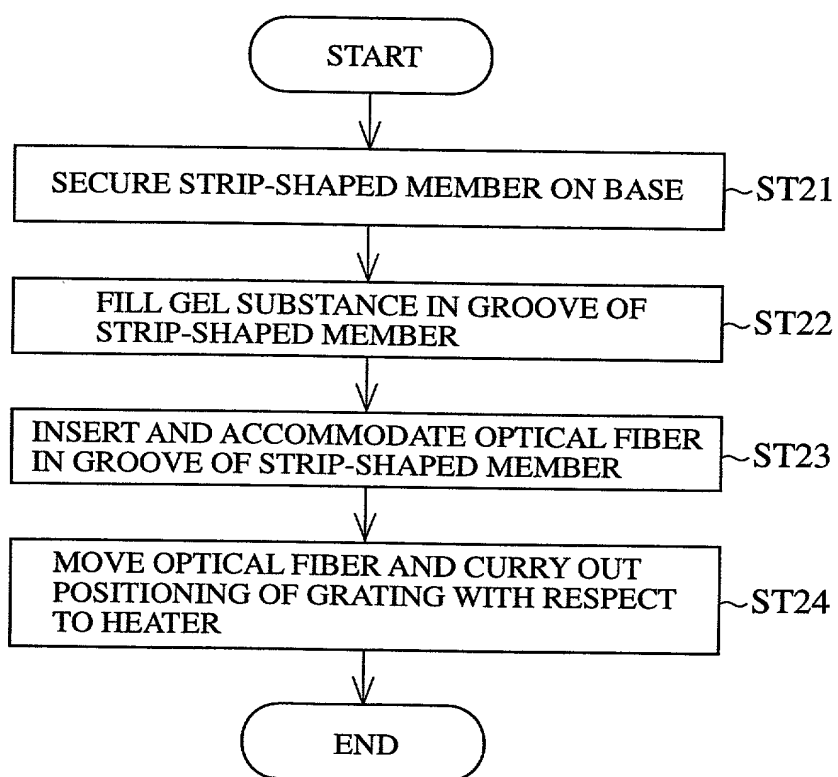 START
SECURE STRIP-SHAPED MEMBER ON BASE
ST21
FILL GEL SUBSTANCE IN GROOVE OF
STRIP-SHAPED MEMBER
ST22
INSERT AND ACCOMMODATE OPTICAL FIBER
IN GROOVE OF STRIP-SHAPED MEMBER
ST23
MOVE OPTICAL FIBER AND CURRY OUT
POSITIONING OF GRATING WITH RESPECT
TO HEATER
ST24
END